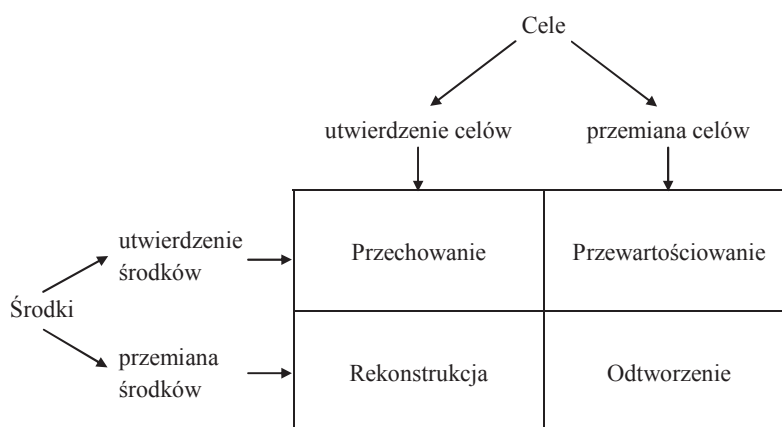 Cele
utwierdzenie celów
przemiana celów
utwierdzenie
środków
Przechowanie
Przewartościowanie
Środki
przemiana
środków
Rekonstrukcja
Odtworzenie